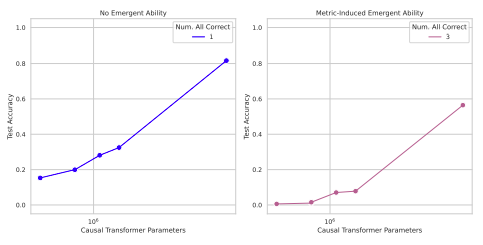 No Emergent Ability
Num. All Correct
1
1.0
0.8
0.6
0.4
0.2
0.0
Test Accuracy
10⁶
Causal Transformer Parameters
Metric-Induced Emergent Ability
Num. All Correct
3
1.0
0.8
0.6
0.4
0.2
0.0
Test Accuracy
10⁶
Causal Transformer Parameters